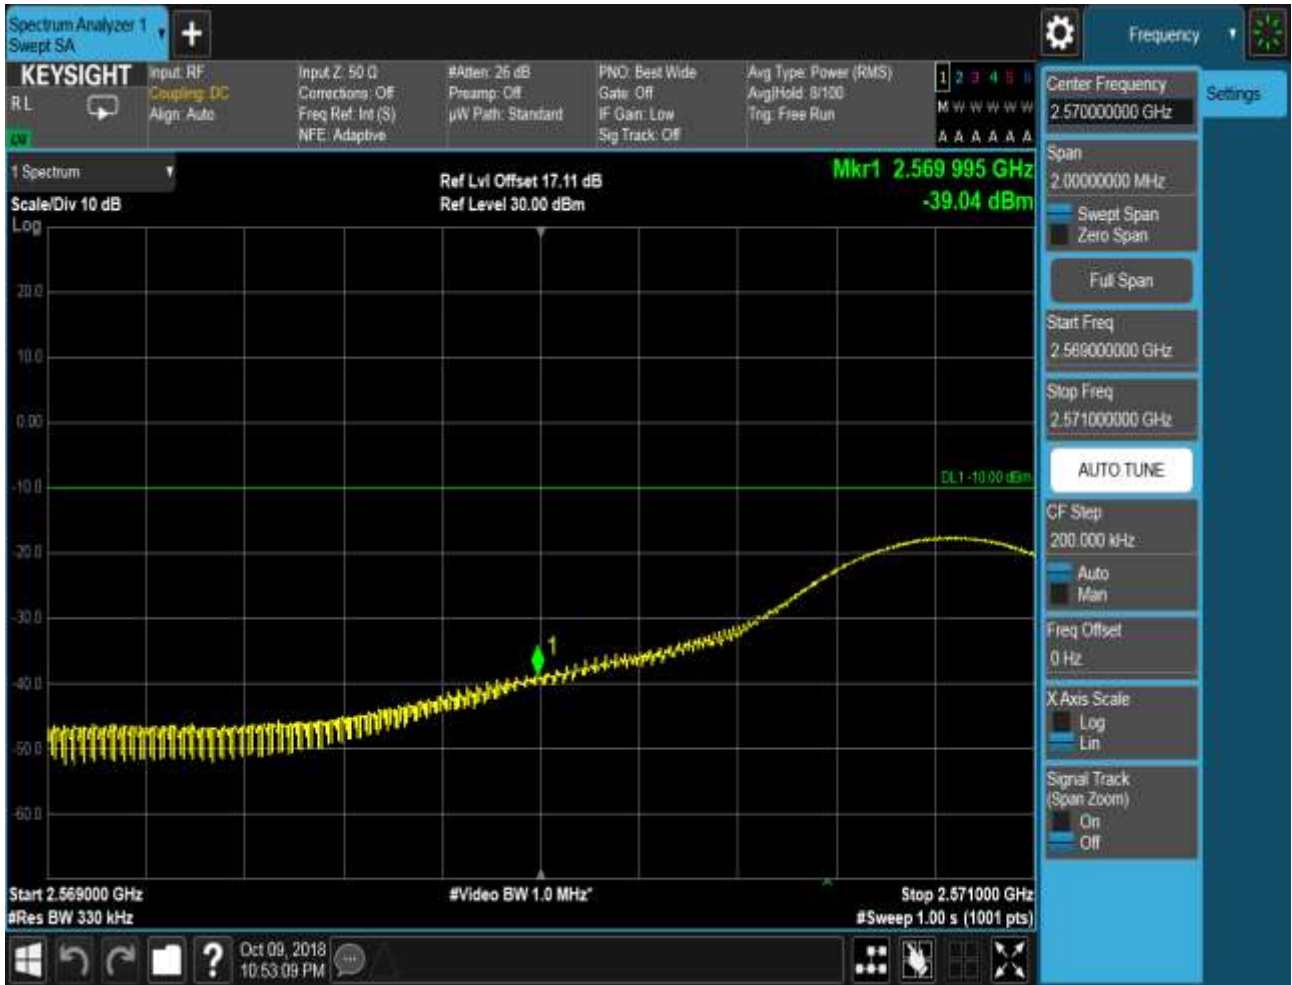 Spectrum Analyzer 1
Swept SA
+
Frequency
KEYSIGHT
R L
LW
Input: RF
Coupling: DC
Align: Auto
Input Z: 50 Ω
Corrections: Off
Freq Ref: Int (S)
NFE: Adaptive
#Atten: 26 dB
Preamp: Off
µW Path: Standard
PNO: Best Wide
Gate: Off
IF Gain: Low
Sig Track: Off
Avg Type: Power (RMS)
Avg|Hold: 8/100
Trig: Free Run
1 2 3 4 5 6
M W W W W W
A A A A A A
1 Spectrum
Scale/Div 10 dB
Log
Ref Lvl Offset 17.11 dB
Ref Level 30.00 dBm
Mkr1 2.569 995 GHz
-39.04 dBm
20.0
10.0
0.00
-10.0
-20.0
-30.0
-40.0
-50.0
-60.0
DL1 -10.00 dBm
1
Start 2.569000 GHz
#Res BW 330 kHz
#Video BW 1.0 MHz*
Stop 2.571000 GHz
#Sweep 1.00 s (1001 pts)
Center Frequency
2.570000000 GHz
Settings
Span
2.00000000 MHz
Swept Span
Zero Span
Full Span
Start Freq
2.569000000 GHz
Stop Freq
2.571000000 GHz
AUTO TUNE
CF Step
200.000 kHz
Auto
Man
Freq Offset
0 Hz
X Axis Scale
Log
Lin
Signal Track
(Span Zoom)
On
Off
?
Oct 09, 2018
10:53:09 PM